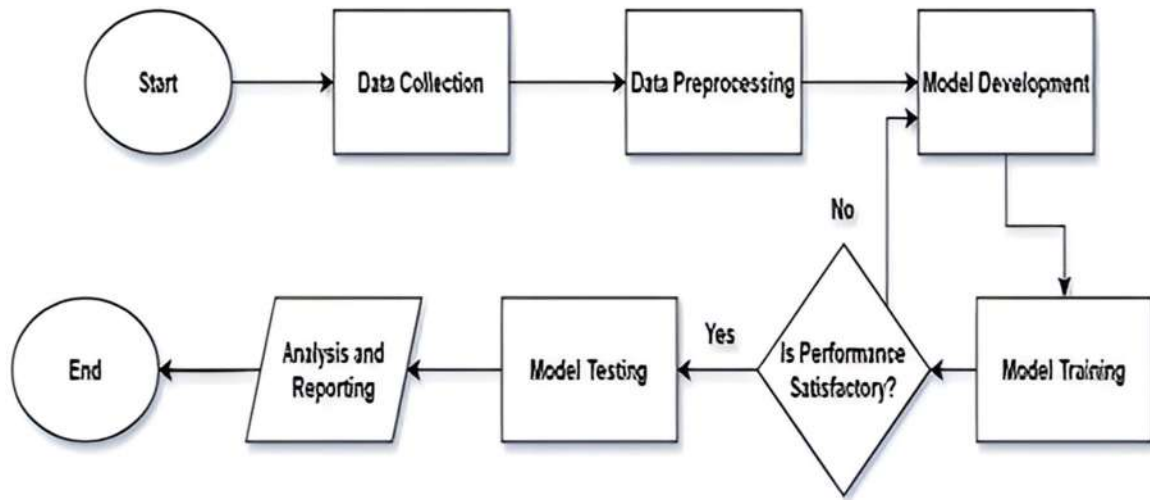 Start
Data Collection
Data Preprocessing
Model Development
No
Is Performance
Satisfactory?
Yes
Model Training
Model Testing
Analysis and
Reporting
End